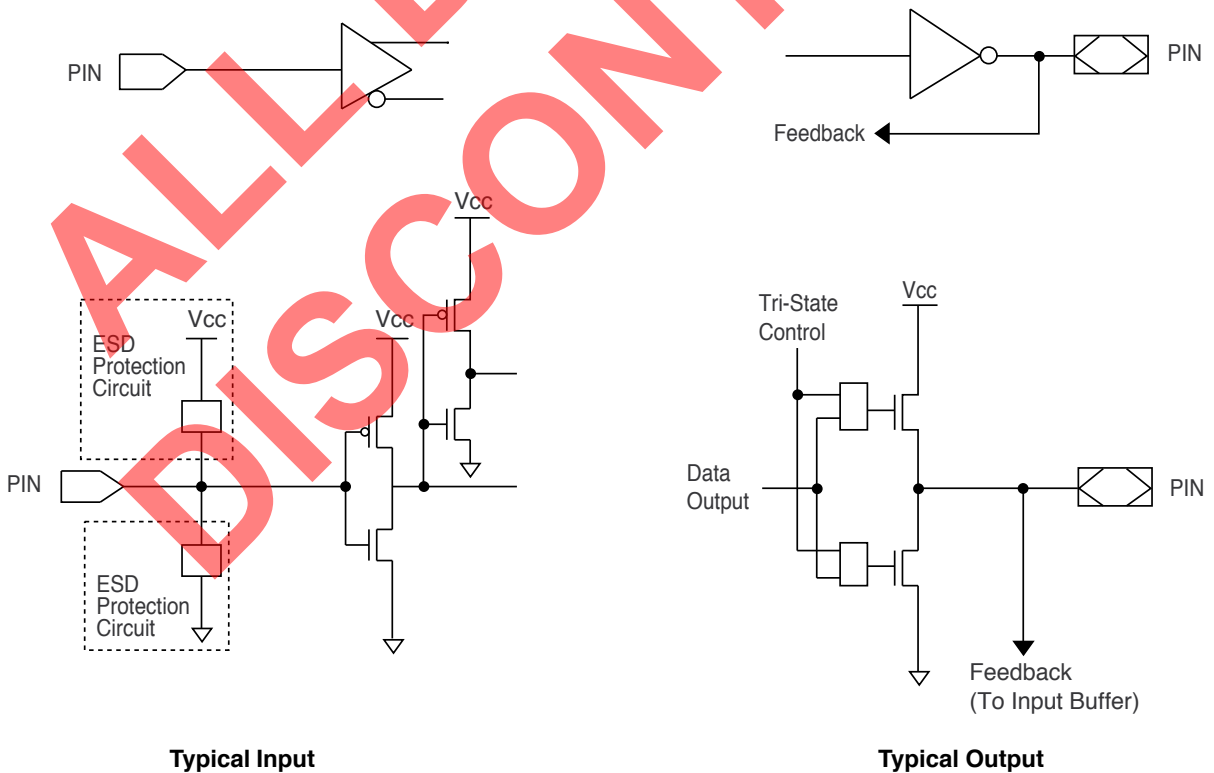 PIN
PIN
Feedback
Vcc
Vcc
ESD
Protection
Circuit
Vcc
PIN
ESD
Protection
Circuit
Tri-State
Control
Vcc
Data
Output
PIN
Feedback
(To Input Buffer)
Typical Input
Typical Output
ALL
DISCONT